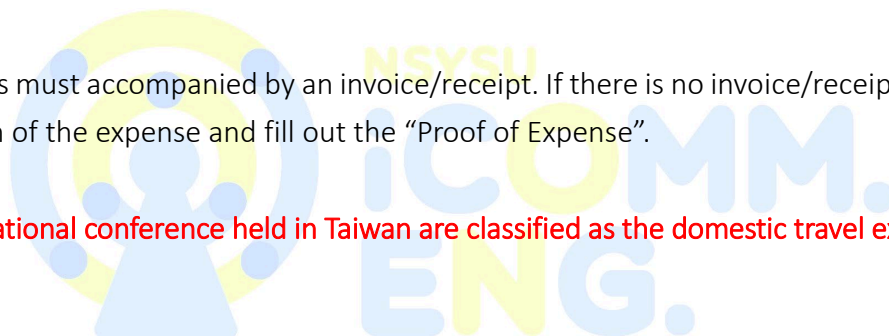 NSYSU
s must accompanied by an invoice/receipt. If there is no invoice/receip
of the expense and fill out the “Proof of Expense”.
iCOMM.
ational conference held in Taiwan are classified as the domestic travel
ENG.